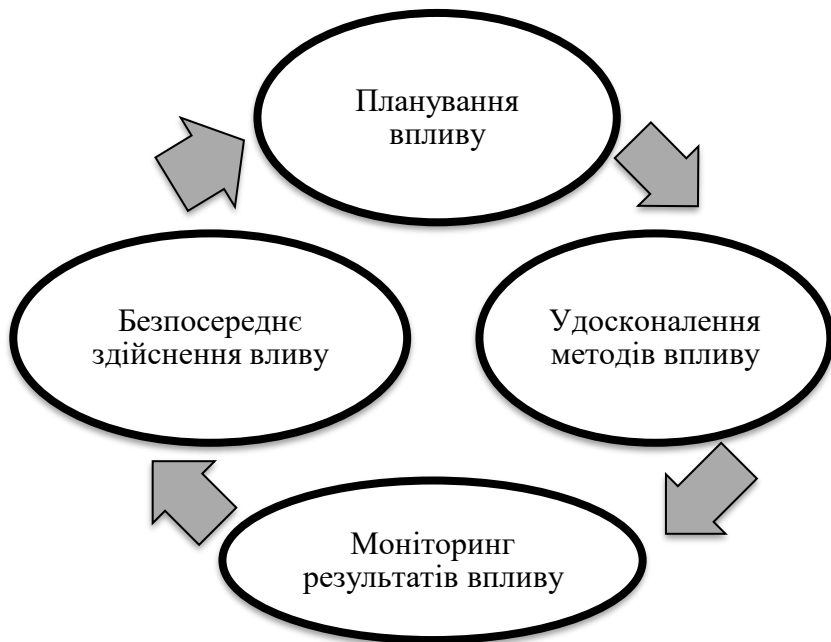 Планування
впливу
Безпосереднє
здійснення вливу
Удосконалення
методів впливу
Моніторинг
результатів впливу